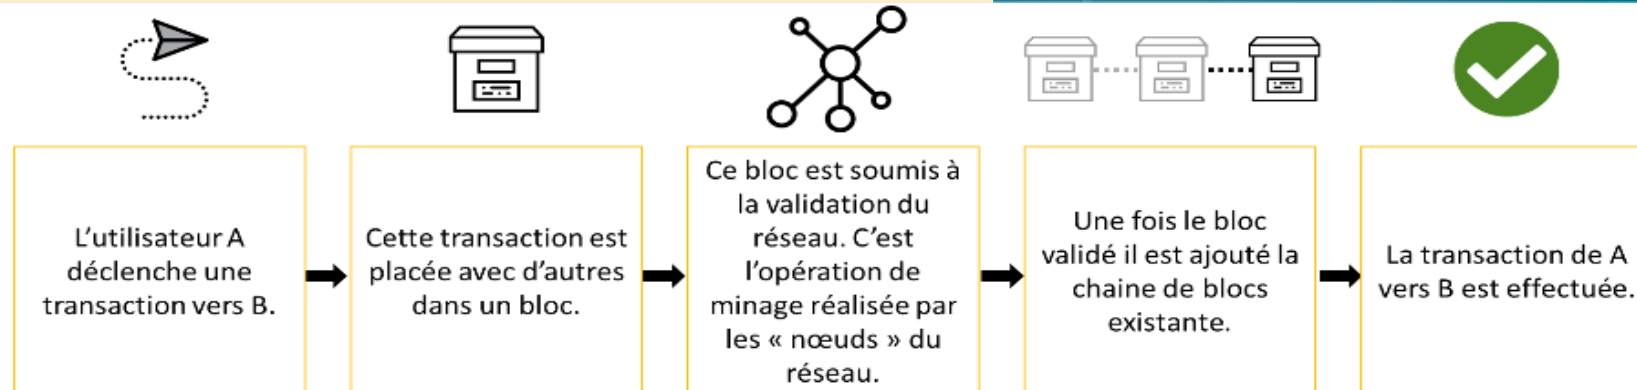 L'utilisateur A
déclenche une
transaction vers B.
Cette transaction est
placée avec d'autres
dans un bloc.
Ce bloc est soumis à
la validation du
réseau. C'est
l'opération de
minage réalisée par
les « nœuds » du
réseau.
Une fois le bloc
validé il est ajouté la
chaine de blocs
existante.
La transaction de A
vers B est effectuée.